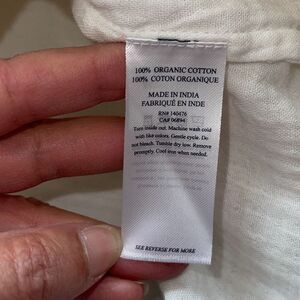 100% ORGANIC COTTON
100% COTON ORGANIQUE
MADE IN INDIA
FABRIQUÉ EN INDE
RN# 140476
CA# 06894
Turn inside out. Machine wash cold
with like colors. Gentle cycle. Do
not bleach. Tumble dry low. Remove
promptly. Cool iron when needed.
SEE REVERSE FOR MORE